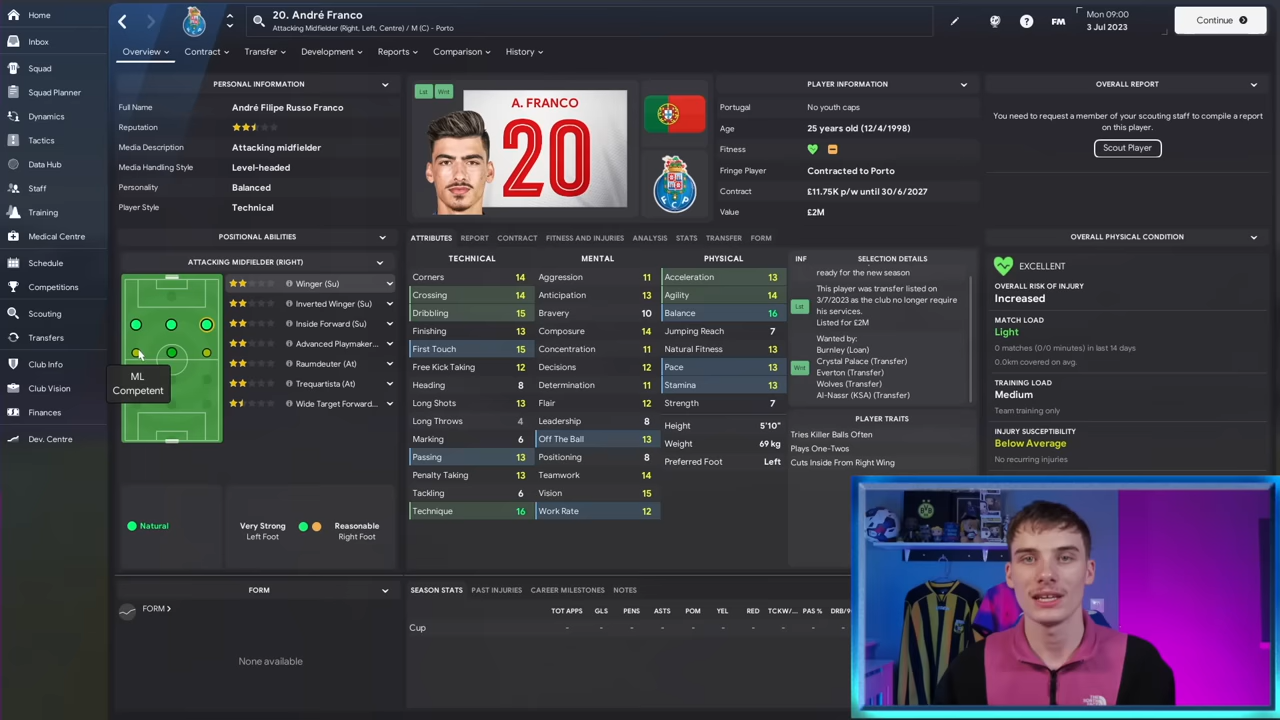 Home
Inbox
Squad
Squad Planner
Dynamics
Tactics
Data Hub
Staff
Training
Medical Centre
Schedule
Competitions
Scouting
Transfers
Club Info
Club Vision
Finances
Dev. Centre
20. André Franco
Attacking Midfielder (Right, Left, Centre) / M (C) - Porto
FM
Mon 09:00
3 Jul 2023
Continue
Overview
Contract
Transfer
Development
Reports
Comparison
History
PERSONAL INFORMATION
Full Name André Filipe Russo Franco
Reputation
Media Description Attacking midfielder
Media Handling Style Level-headed
Personality Balanced
Player Style Technical
POSITIONAL ABILITIES
ATTACKING MIDFIELDER (RIGHT)
Winger (Su)
Inverted Winger (Su)
Inside Forward (Su)
Advanced Playmaker...
Raumdeuter (At)
Trequartista (At)
Wide Target Forward...
ML
Competent
Natural
Very Strong
Left Foot
Reasonable
Right Foot
FORM
FORM >
None available
Lst Wnt
A. FRANCO
20
FCP
PLAYER INFORMATION
Portugal No youth caps
Age 25 years old (12/4/1998)
Fitness
Fringe Player Contracted to Porto
Contract £11.75K p/w until 30/6/2027
Value £2M
ATTRIBUTES REPORT CONTRACT FITNESS AND INJURIES ANALYSIS STATS TRANSFER FORM
TECHNICAL
Corners 14
Crossing 14
Dribbling 15
Finishing 13
First Touch 15
Free Kick Taking 12
Heading 8
Long Shots 13
Long Throws 4
Marking 6
Passing 13
Penalty Taking 13
Tackling 6
Technique 16
MENTAL
Aggression 11
Anticipation 13
Bravery 10
Composure 14
Concentration 11
Decisions 12
Determination 11
Flair 12
Leadership 8
Off The Ball 13
Positioning 8
Teamwork 14
Vision 15
Work Rate 12
PHYSICAL
Acceleration 13
Agility 14
Balance 16
Jumping Reach 7
Natural Fitness 13
Pace 13
Stamina 13
Strength 7
Height 5'10"
Weight 69 kg
Preferred Foot Left
INF SELECTION DETAILS
ready for the new season
Lst
This player was transfer listed on
3/7/2023 as the club no longer require
his services.
Listed for £2M
Wnt
Wanted by:
Burnley (Loan)
Crystal Palace (Transfer)
Everton (Transfer)
Wolves (Transfer)
Al-Nassr (KSA) (Transfer)
PLAYER TRAITS
Tries Killer Balls Often
Plays One-Twos
Cuts Inside From Right Wing
OVERALL REPORT
You need to request a member of your scouting staff to compile a report
on this player.
Scout Player
OVERALL PHYSICAL CONDITION
EXCELLENT
OVERALL RISK OF INJURY
Increased
MATCH LOAD
Light
0 matches (0/0 minutes) in last 14 days
0.0km covered on avg.
TRAINING LOAD
Medium
Team training only
INJURY SUSCEPTIBILITY
Below Average
No recurring injuries
SEASON STATS PAST INJURIES CAREER MILESTONES NOTES
TOT APPS GLS PENS ASTS POM YEL RED TCKW/... PAS % DRB/9
Cup - - - - - - - - - -